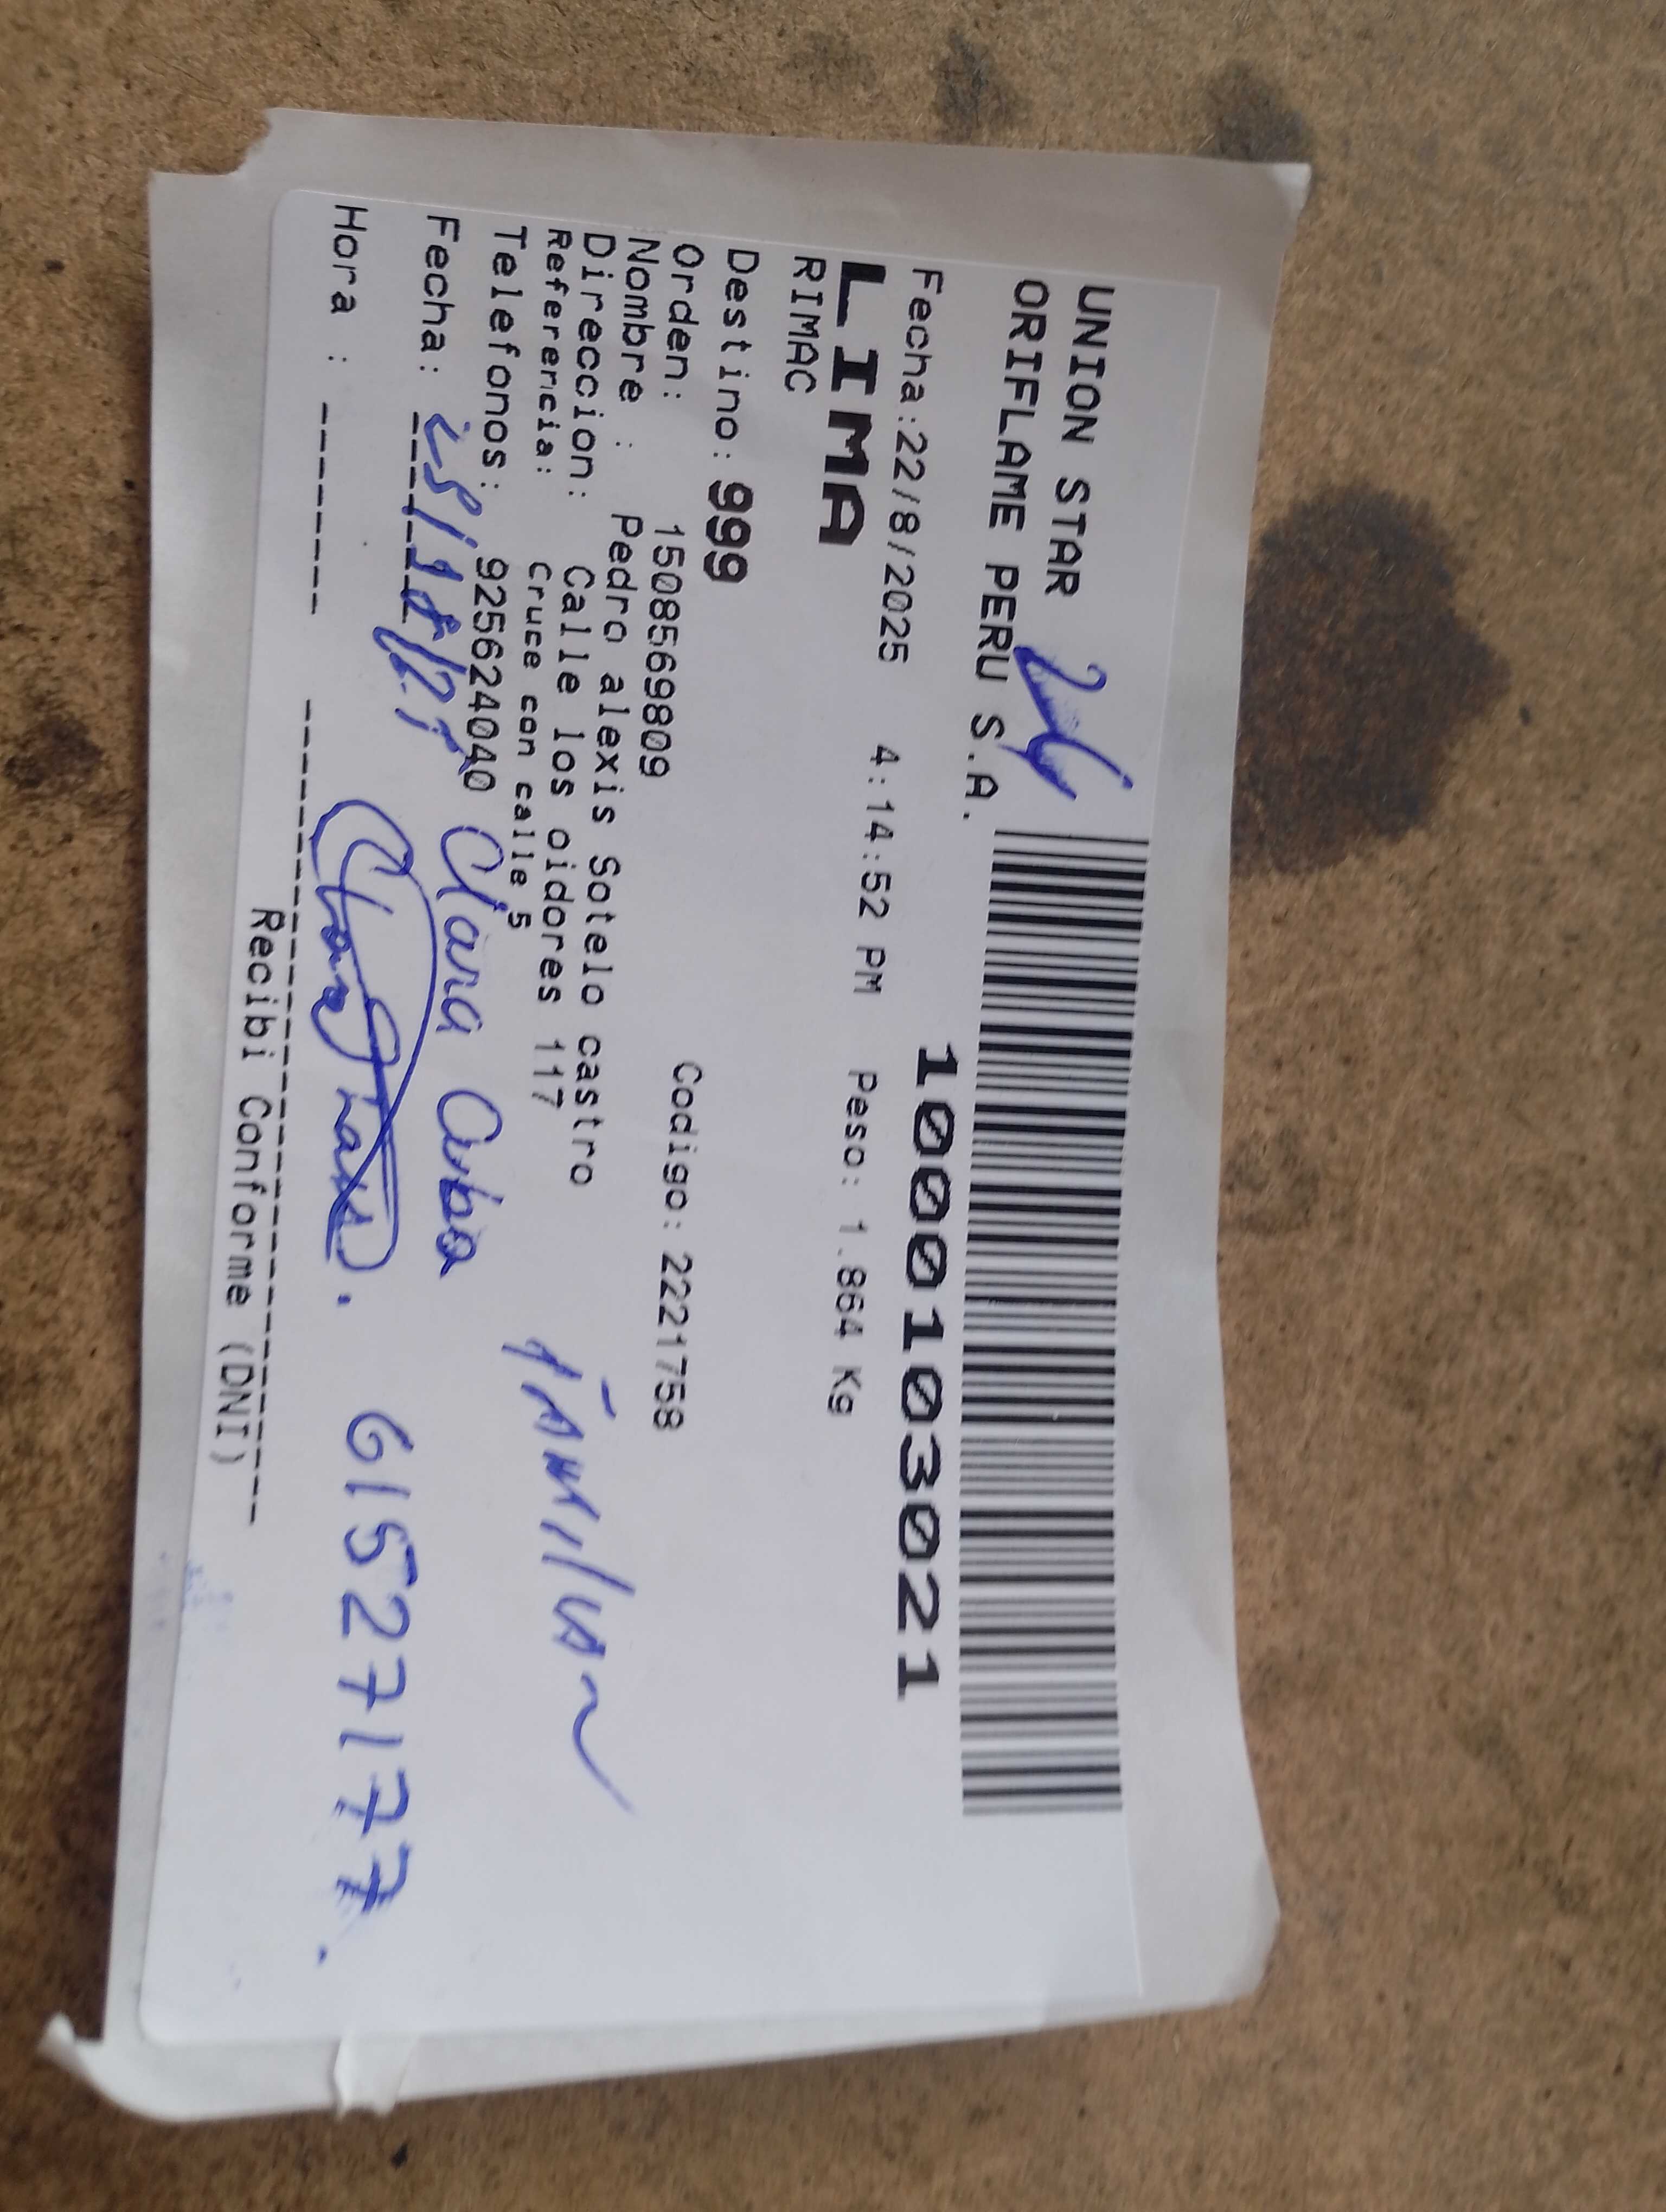 UNION STAR
ORIFLAME PERU S.A.
Fecha:22/8/2025 4:14:52 PM Peso: 1.864 Kg
1000103021
LIMA
RIMAC
Destino: 999
Orden: 1508569809 Codigo: 2221758
Nombre : Pedro alexis Sotelo castro
Direccion: Calle los oidores 117
Referencia: Cruce con calle 5
Telefonos: 925624040
Clara
Fecha:
61527177.
Hora :
Recibi Conforme (DNI)